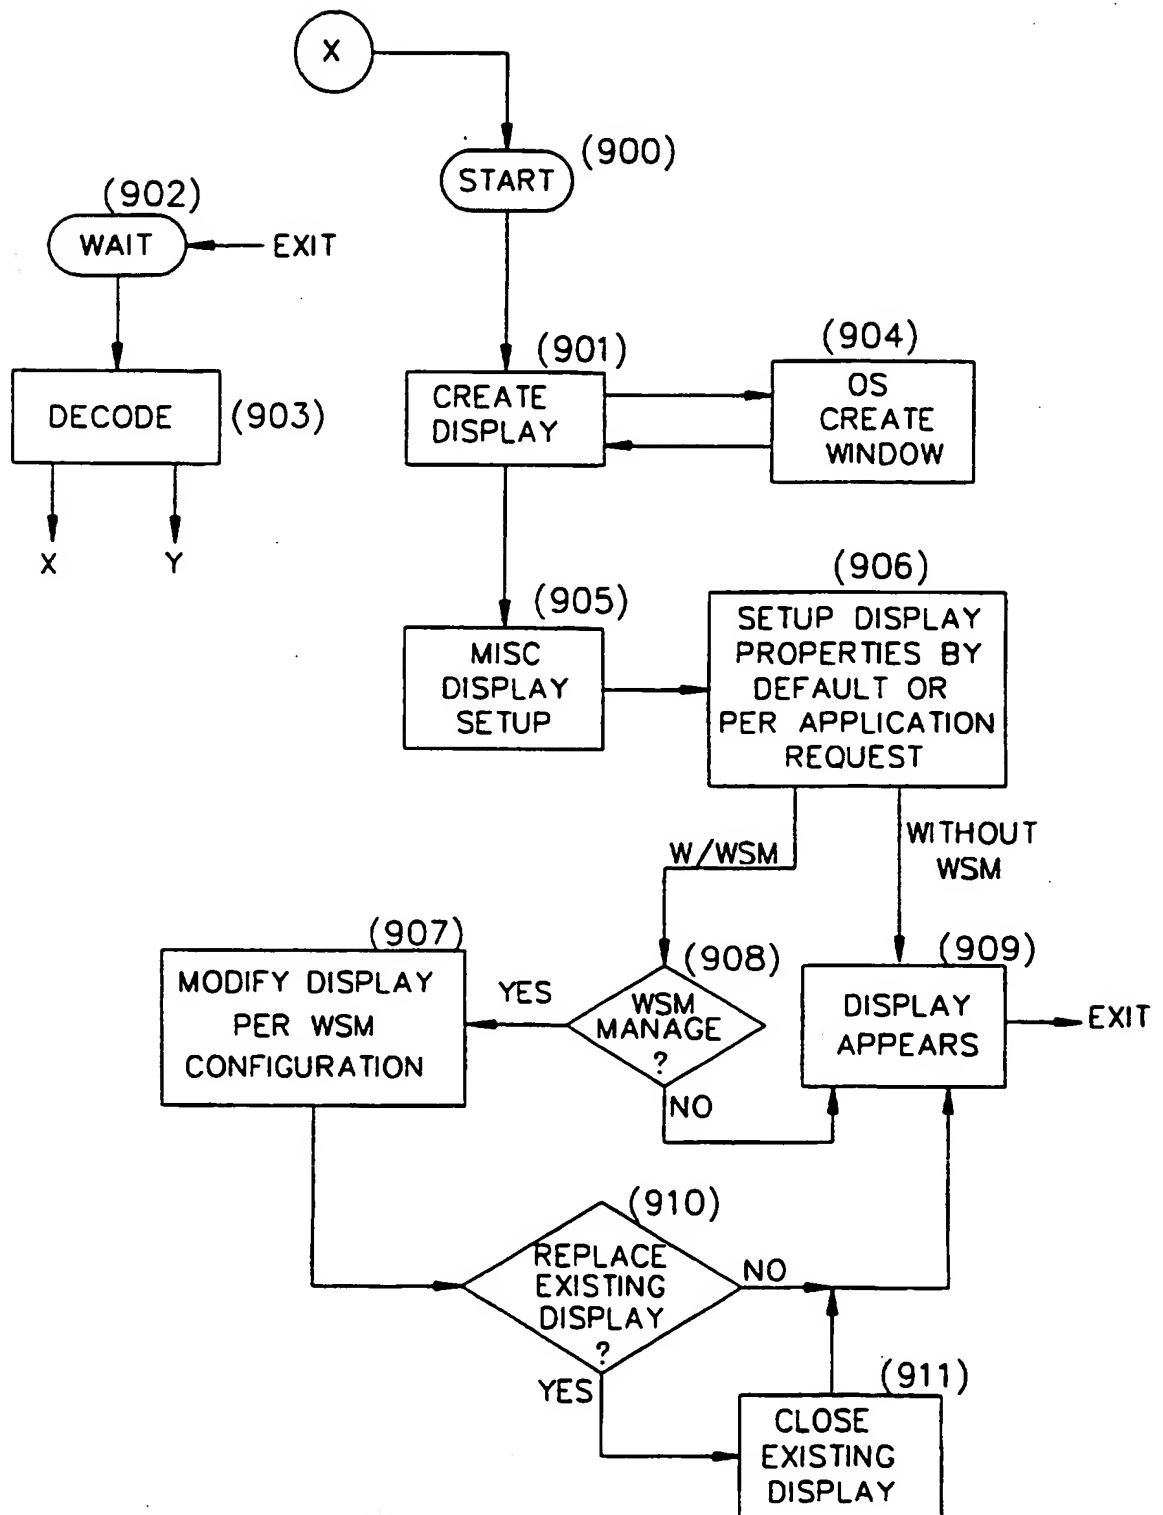 X
(900)
START
(902)
WAIT
EXIT
(901)
(904)
CREATE
DISPLAY
OS
CREATE
WINDOW
DECODE
(903)
X
Y
(905)
(906)
MISC
DISPLAY
SETUP
SETUP DISPLAY
PROPERTIES BY
DEFAULT OR
PER APPLICATION
REQUEST
W/WSM
WITHOUT
WSM
(907)
(908)
(909)
MODIFY DISPLAY
PER WSM
CONFIGURATION
YES
WSM
MANAGE
?
NO
DISPLAY
APPEARS
EXIT
(910)
REPLACE
EXISTING
DISPLAY
?
NO
YES
(911)
CLOSE
EXISTING
DISPLAY